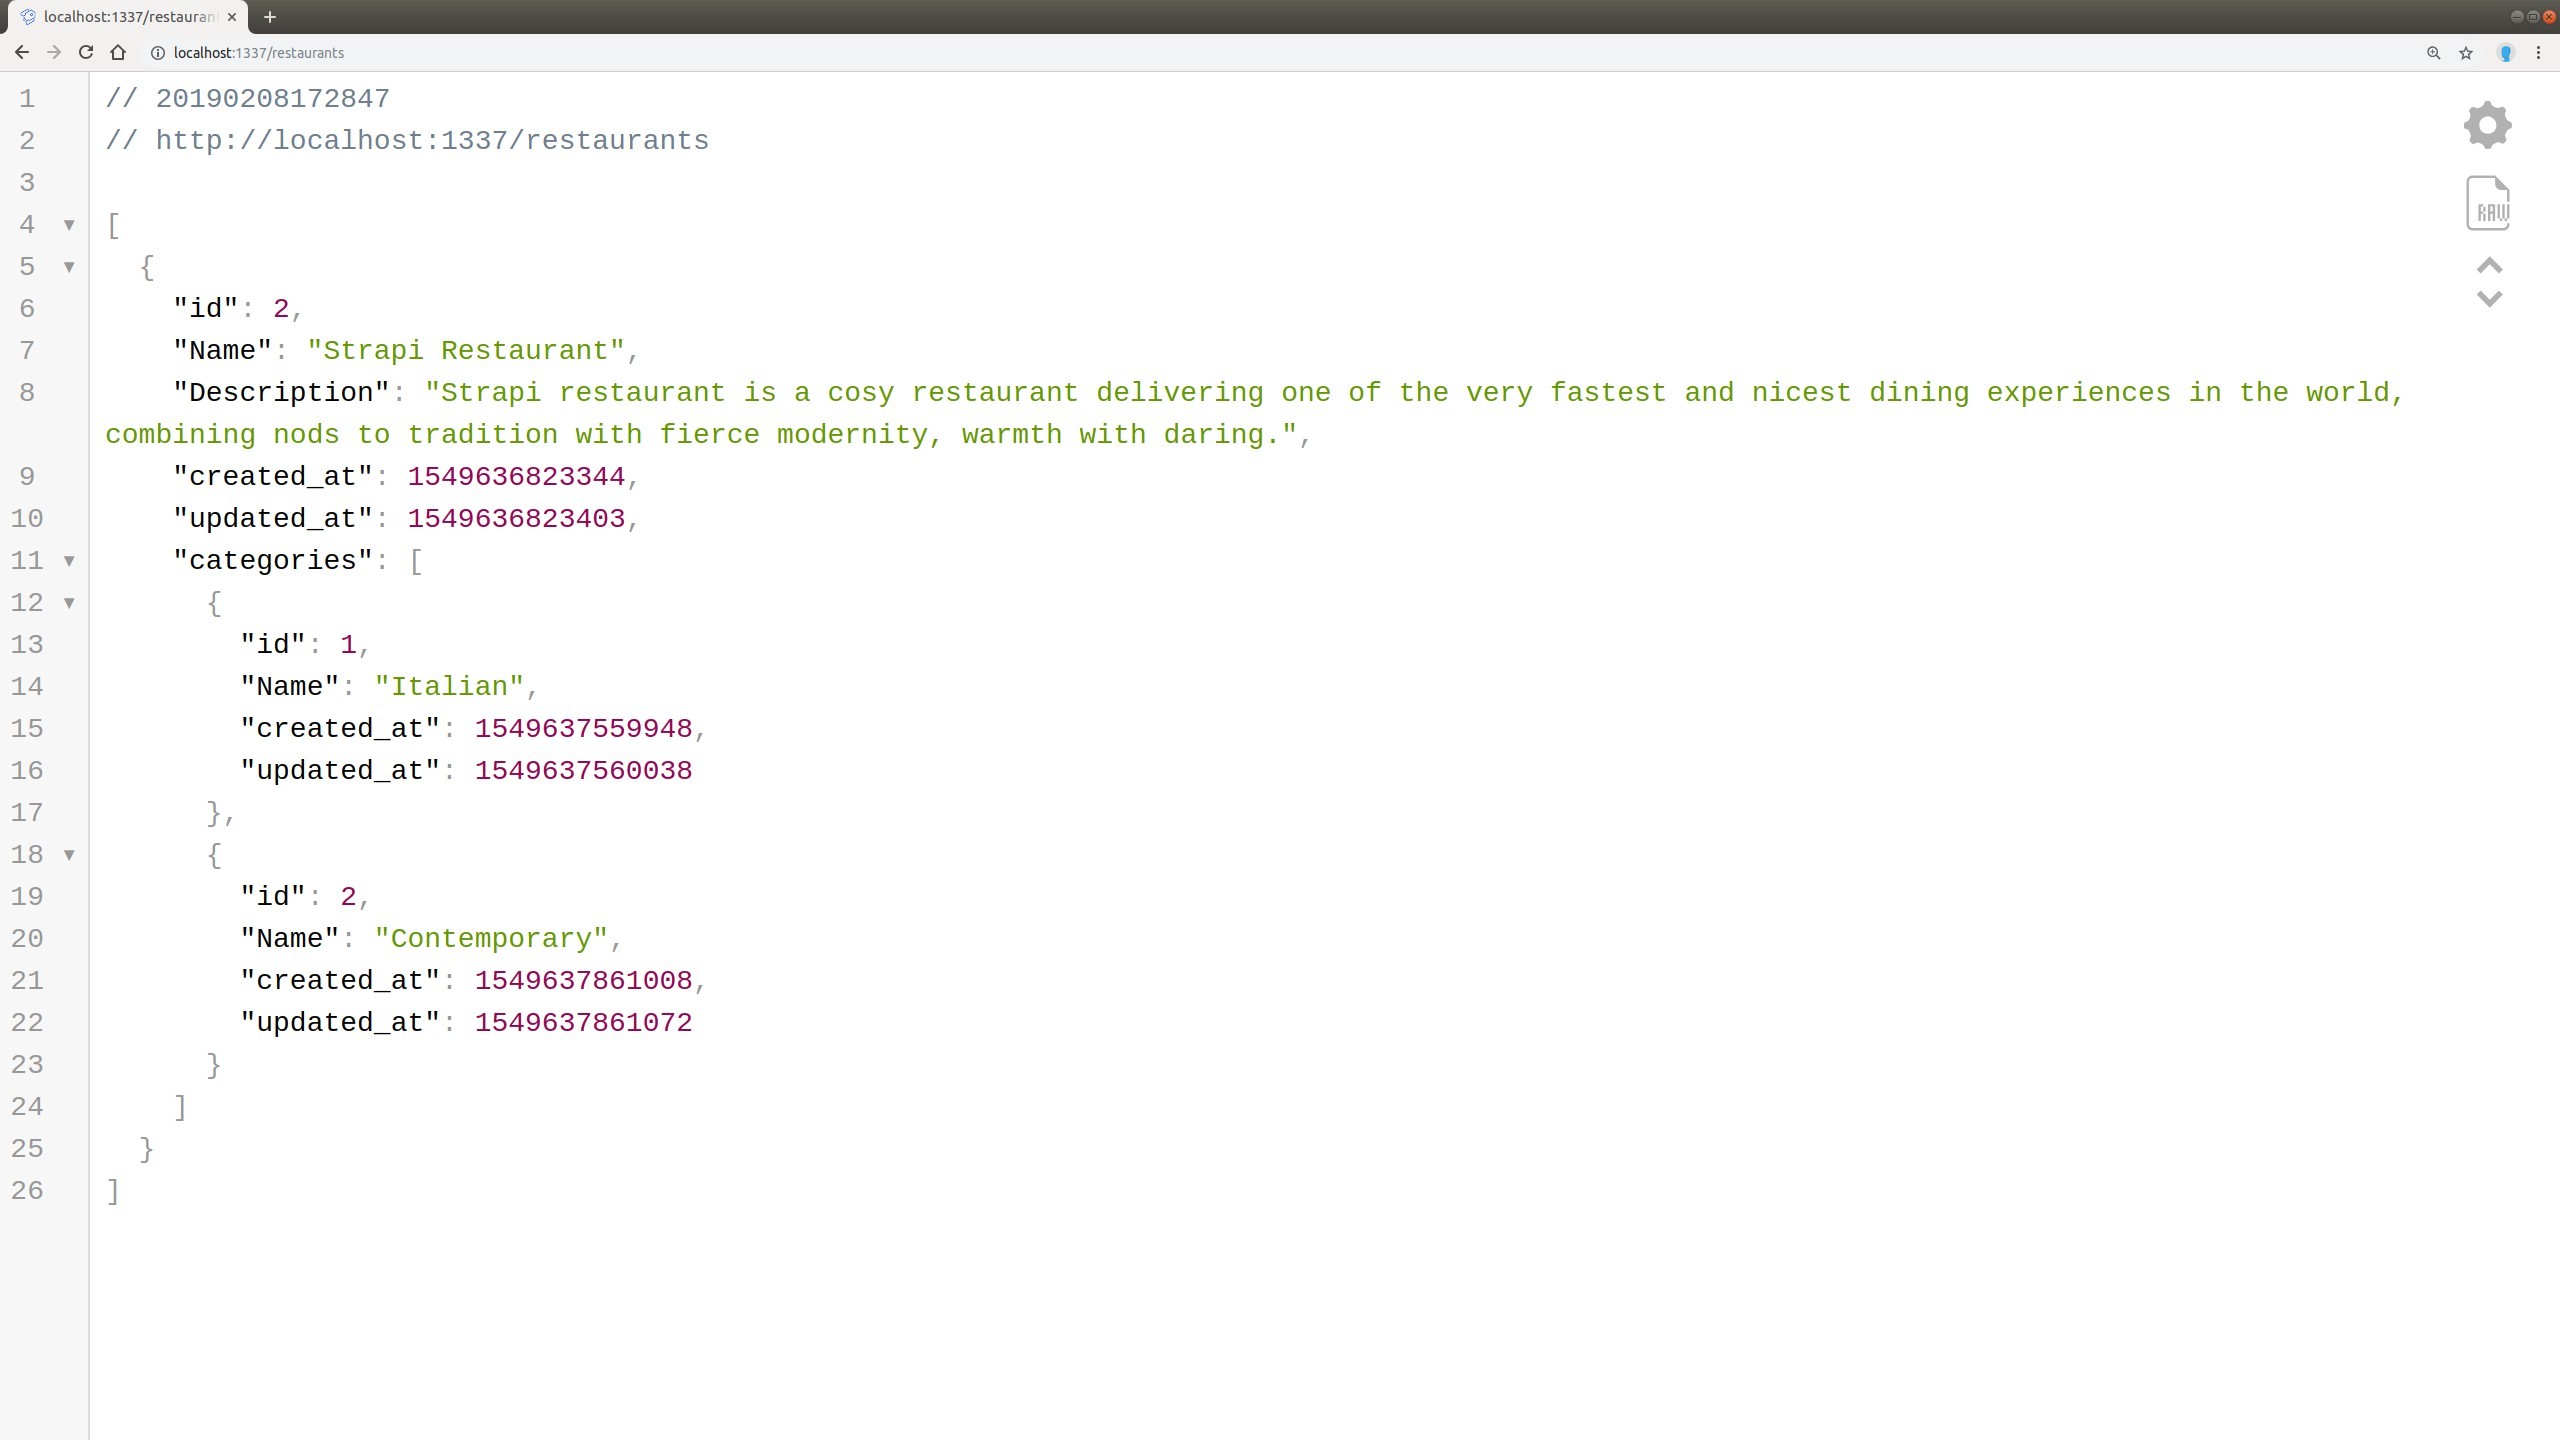 localhost:1337/restauran
localhost:1337/restaurants
1 // 20190208172847
2 // http://localhost:1337/restaurants
3
4 [
5 {
6 "id": 2,
7 "Name": "Strapi Restaurant",
8 "Description": "Strapi restaurant is a cosy restaurant delivering one of the very fastest and nicest dining experiences in the world,
combining nods to tradition with fierce modernity, warmth with daring.",
9 "created_at": 1549636823344,
10 "updated_at": 1549636823403,
11 "categories": [
12 {
13 "id": 1,
14 "Name": "Italian",
15 "created_at": 1549637559948,
16 "updated_at": 1549637560038
17 },
18 {
19 "id": 2,
20 "Name": "Contemporary",
21 "created_at": 1549637861008,
22 "updated_at": 1549637861072
23 }
24 ]
25 }
26 ]
RAW